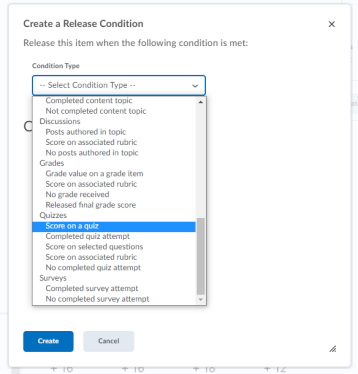 Create a Release Condition
×
Release this item when the following condition is met:
Condition Type
-- Select Condition Type --
Completed content topic
Not completed content topic
Discussions
Posts authored in topic
Score on associated rubric
No posts authored in topic
Grades
Grade value on a grade item
Score on associated rubric
No grade received
Released final grade score
Quizzes
Score on a quiz
Completed quiz attempt
Score on selected questions
Score on associated rubric
No completed quiz attempt
Surveys
Completed survey attempt
No completed survey attempt
Create
Cancel